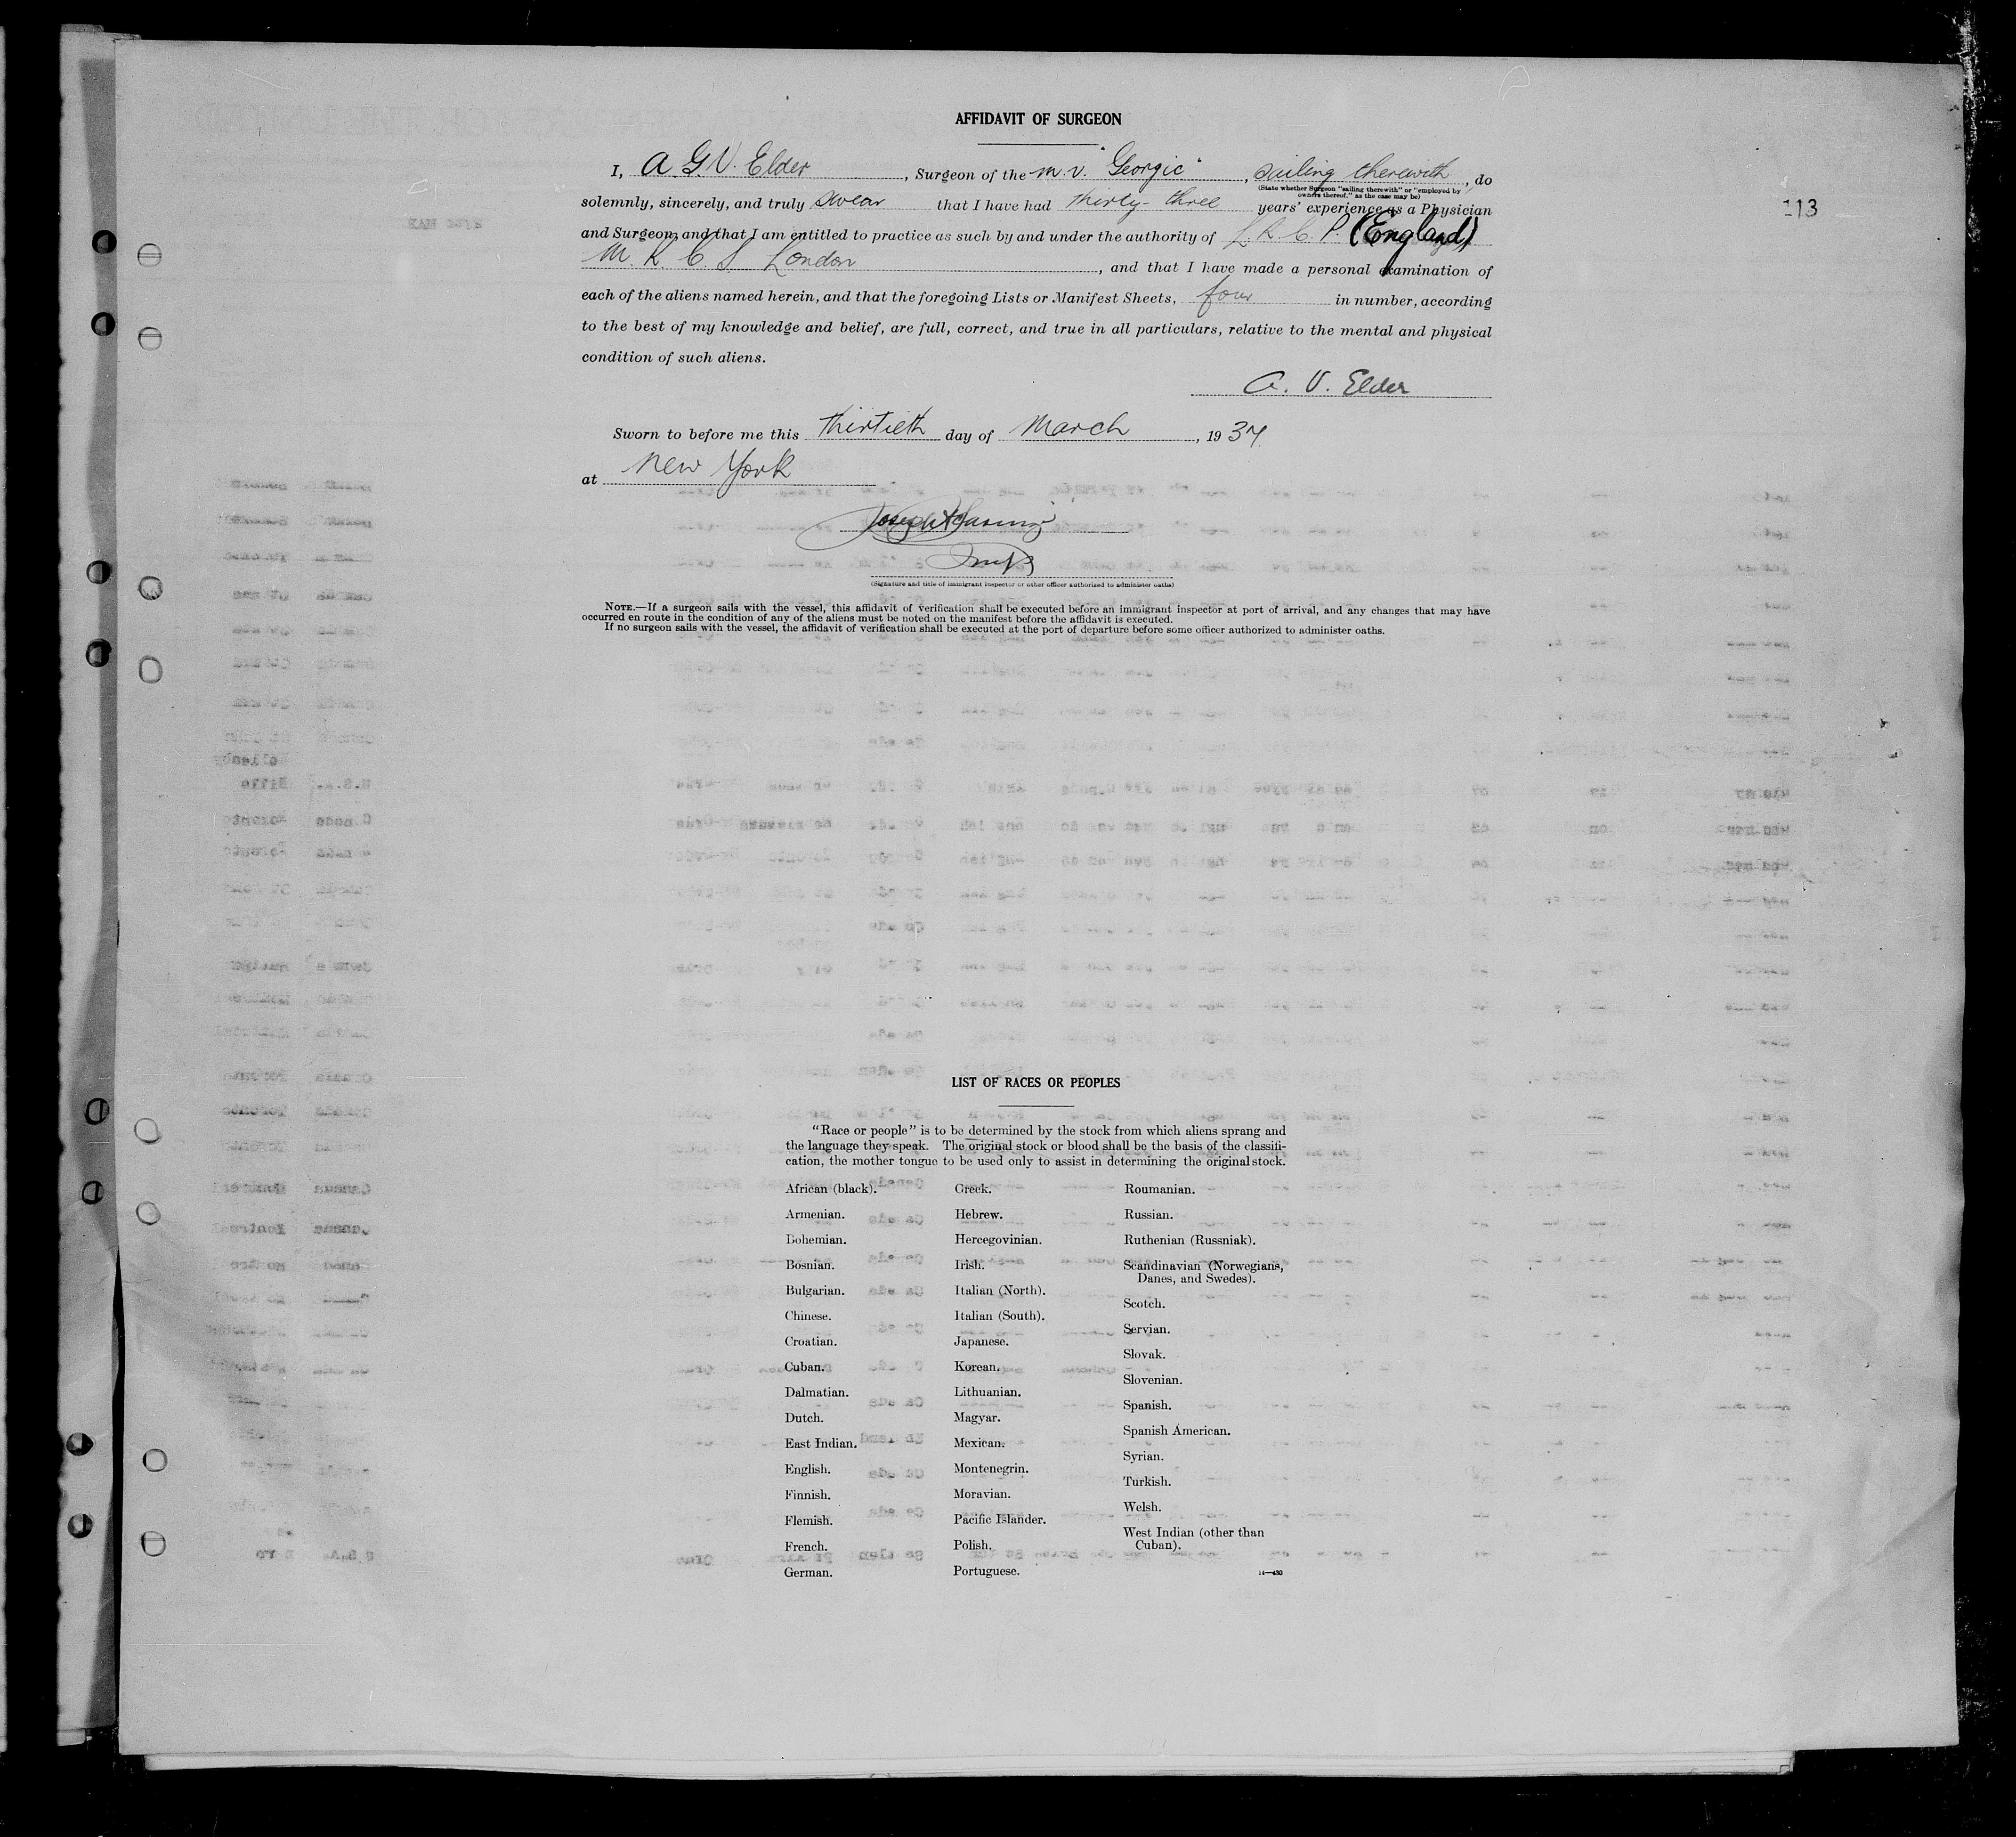 AFFIDAVIT OF SURGEON
I, A G V. Elder, Surgeon of the m.v. "Georgic", sailing therewith, do
(State whether Surgeon "sailing therewith" or "employed by
owners thereof," as the case may be)
solemnly, sincerely, and truly swear that I have had thirty-three years' experience as a Physician
113
and Surgeon, and that I am entitled to practice as such by and under the authority of L. R. C. P. (England)
M. R. C. S London, and that I have made a personal examination of
each of the aliens named herein, and that the foregoing Lists or Manifest Sheets, four in number, according
to the best of my knowledge and belief, are full, correct, and true in all particulars, relative to the mental and physical
condition of such aliens.
A. V. Elder
Sworn to before me this thirtieth day of March, 1934
at New York
Joseph
(Signature and title of immigrant inspector or other officer authorized to administer oaths)
NOTE.—If a surgeon sails with the vessel, this affidavit of verification shall be executed before an immigrant inspector at port of arrival, and any changes that may have
occurred en route in the condition of any of the aliens must be noted on the manifest before the affidavit is executed.
If no surgeon sails with the vessel, the affidavit of verification shall be executed at the port of departure before some officer authorized to administer oaths.
LIST OF RACES OR PEOPLES
"Race or people" is to be determined by the stock from which aliens sprang and
the language they speak. The original stock or blood shall be the basis of the classifi-
cation, the mother tongue to be used only to assist in determining the original stock.
African (black).
Armenian.
Bohemian.
Bosnian.
Bulgarian.
Chinese.
Croatian.
Cuban.
Dalmatian.
Dutch.
East Indian.
English.
Finnish.
Flemish.
French.
German.
Greek.
Hebrew.
Hercegovinian.
Irish.
Italian (North).
Italian (South).
Japanese.
Korean.
Lithuanian.
Magyar.
Mexican.
Montenegrin.
Moravian.
Pacific Islander.
Polish.
Portuguese.
Roumanian.
Russian.
Ruthenian (Russniak).
Scandinavian (Norwegians,
Danes, and Swedes).
Scotch.
Servian.
Slovak.
Slovenian.
Spanish.
Spanish American.
Syrian.
Turkish.
Welsh.
West Indian (other than
Cuban).
14—430